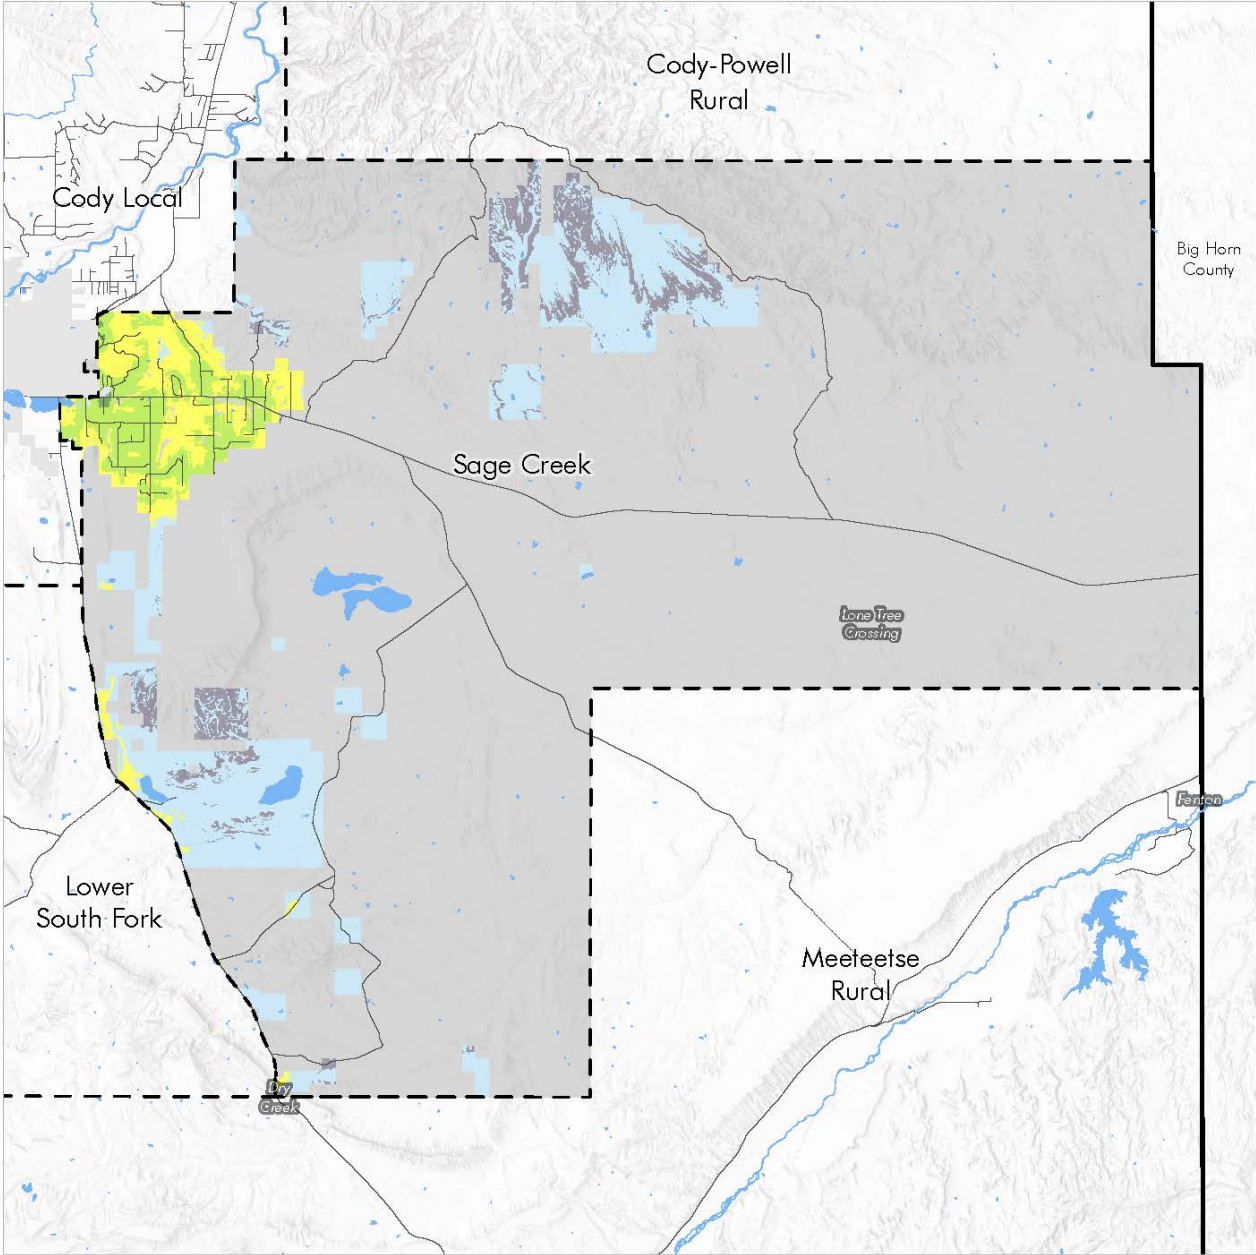 Cody-Powell
Rural
Cody Local
Big Horn
County
Sage Creek
Lone Tree
Crossing
Fenton
Lower
South Fork
Meeteetse
Rural
Dry
Creek